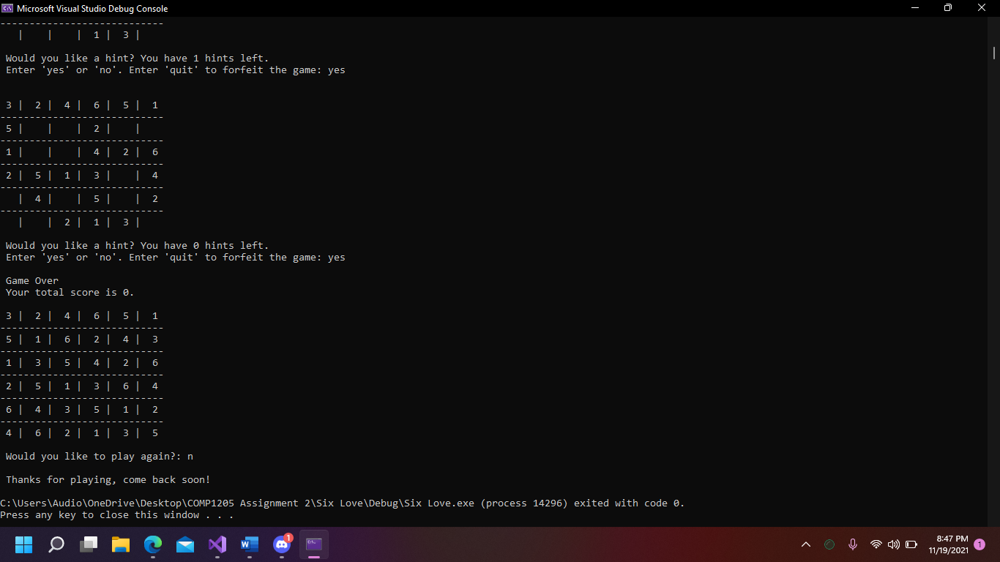 Microsoft Visual Studio Debug Console
----------------------------
| | | 1 | 3 |
Would you like a hint? You have 1 hints left.
Enter 'yes' or 'no'. Enter 'quit' to forfeit the game: yes
3 | 2 | 4 | 6 | 5 | 1
----------------------------
5 | | | 2 | |
----------------------------
1 | | | 4 | 2 | 6
----------------------------
2 | 5 | 1 | 3 | | 4
----------------------------
| 4 | | 5 | | 2
----------------------------
| | 2 | 1 | 3 |
Would you like a hint? You have 0 hints left.
Enter 'yes' or 'no'. Enter 'quit' to forfeit the game: yes
Game Over
Your total score is 0.
3 | 2 | 4 | 6 | 5 | 1
----------------------------
5 | 1 | 6 | 2 | 4 | 3
----------------------------
1 | 3 | 5 | 4 | 2 | 6
----------------------------
2 | 5 | 1 | 3 | 6 | 4
----------------------------
6 | 4 | 3 | 5 | 1 | 2
----------------------------
4 | 6 | 2 | 1 | 3 | 5
Would you like to play again?: n
Thanks for playing, come back soon!
C:\Users\Audio\OneDrive\Desktop\COMP1205 Assignment 2\Six Love\Debug\Six Love.exe (process 14296) exited with code 0.
Press any key to close this window . . .
1
8:47 PM
11/19/2021
1